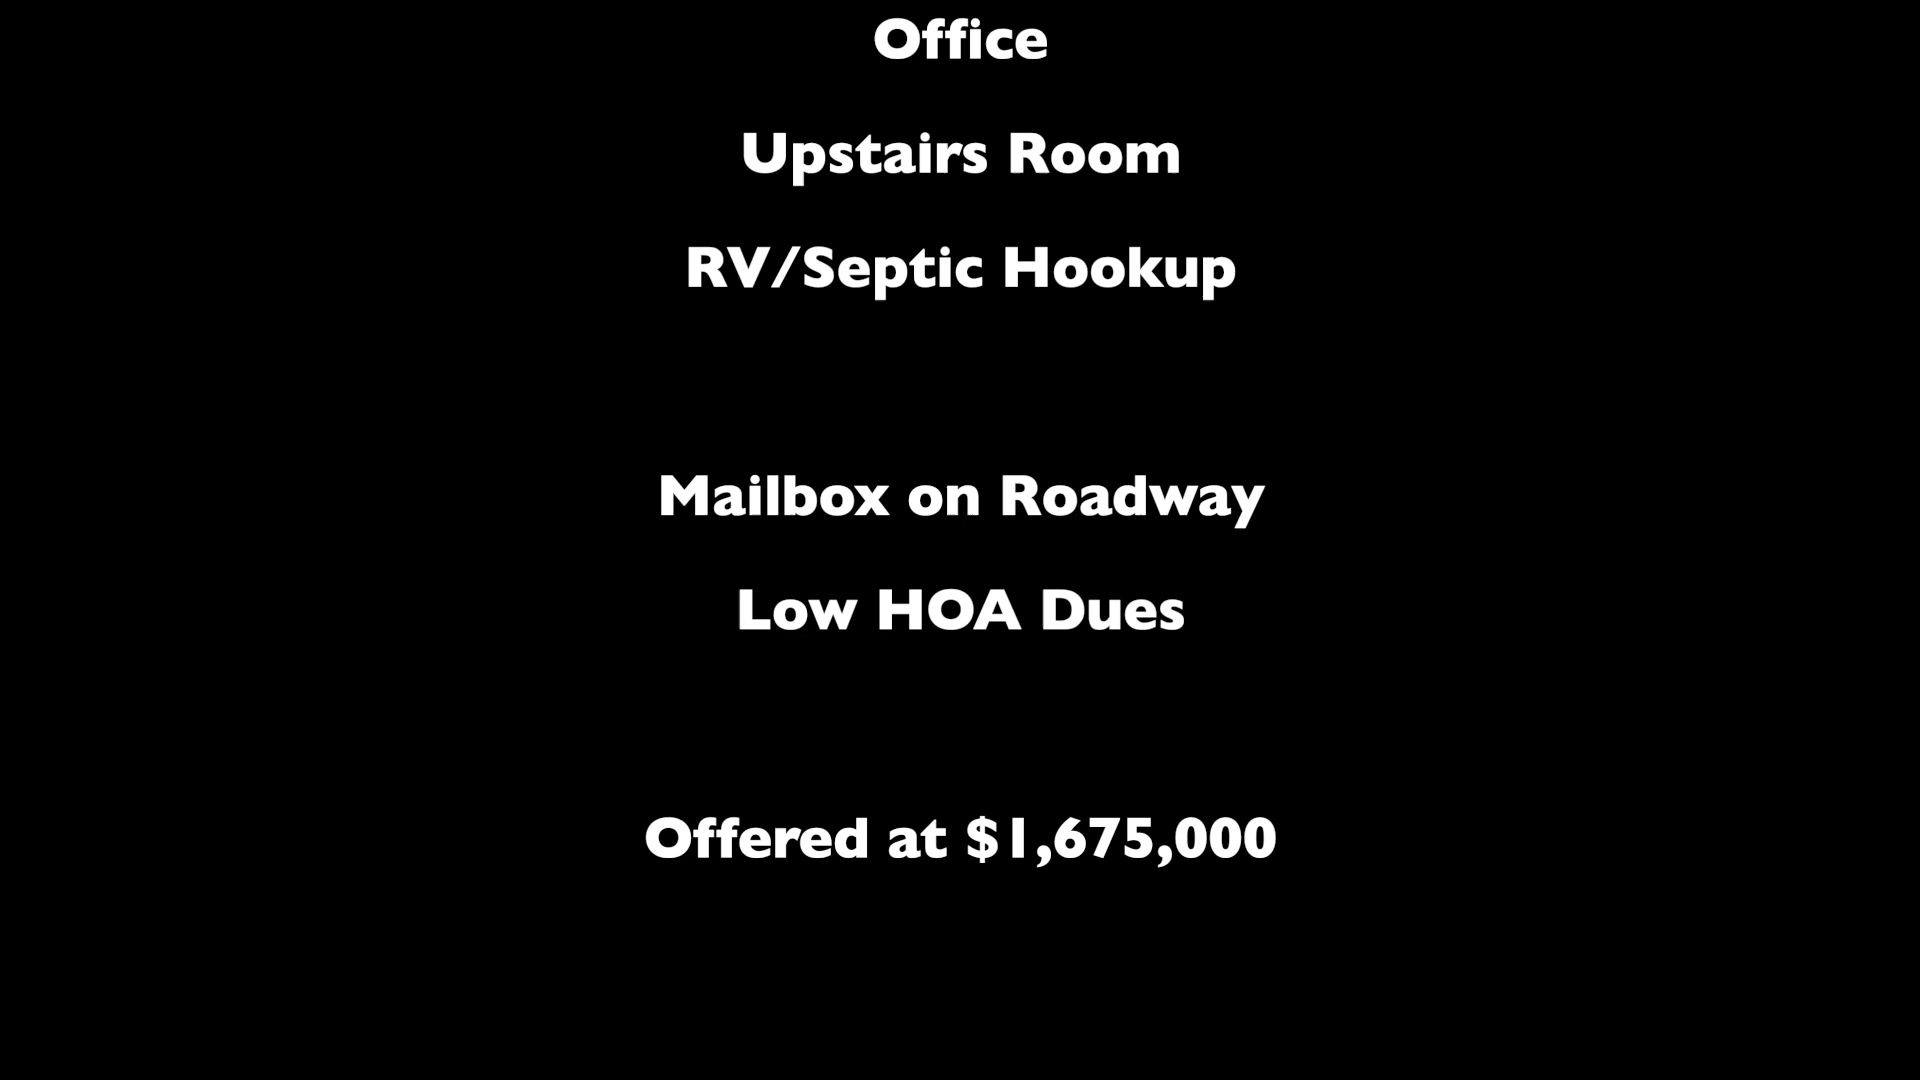 Office
Upstairs Room
RV/Septic Hookup
Mailbox on Roadway
Low HOA Dues
Offered at $1,675,000